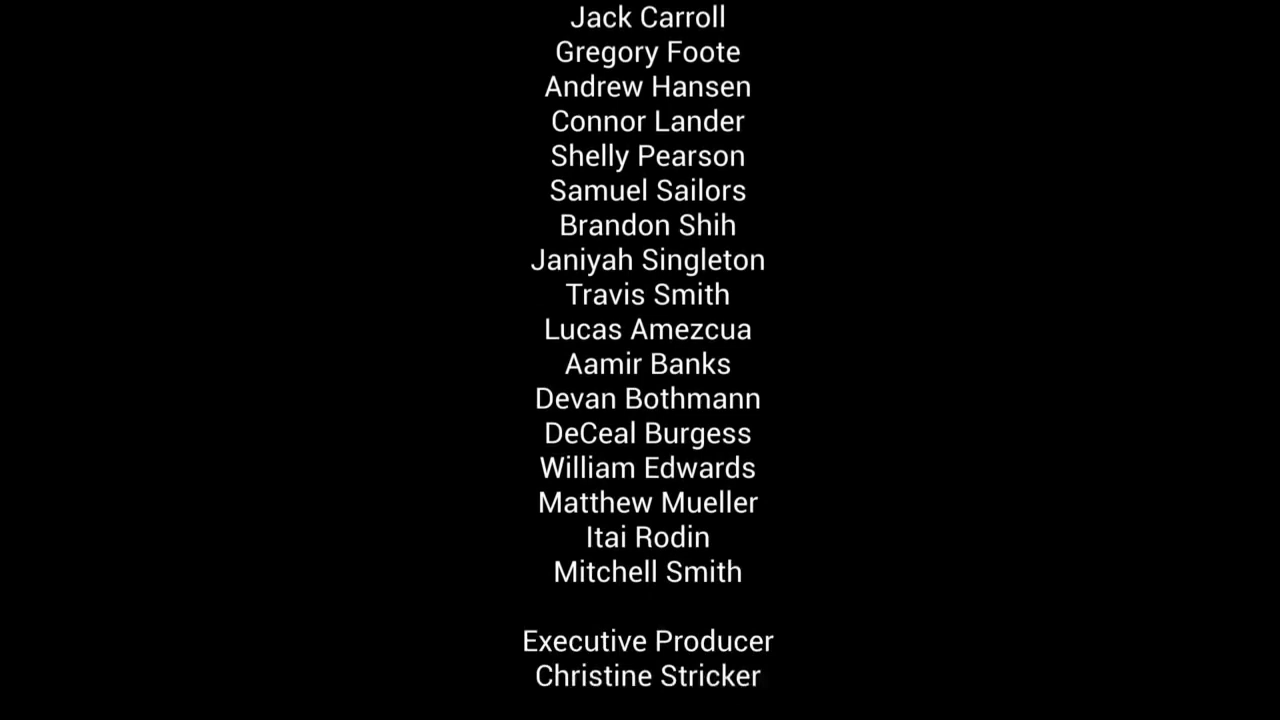 Jack Carroll
Gregory Foote
Andrew Hansen
Connor Lander
Shelly Pearson
Samuel Sailors
Brandon Shih
Janiyah Singleton
Travis Smith
Lucas Amezcua
Aamir Banks
Devan Bothmann
DeCeal Burgess
William Edwards
Matthew Mueller
Itai Rodin
Mitchell Smith
Executive Producer
Christine Stricker